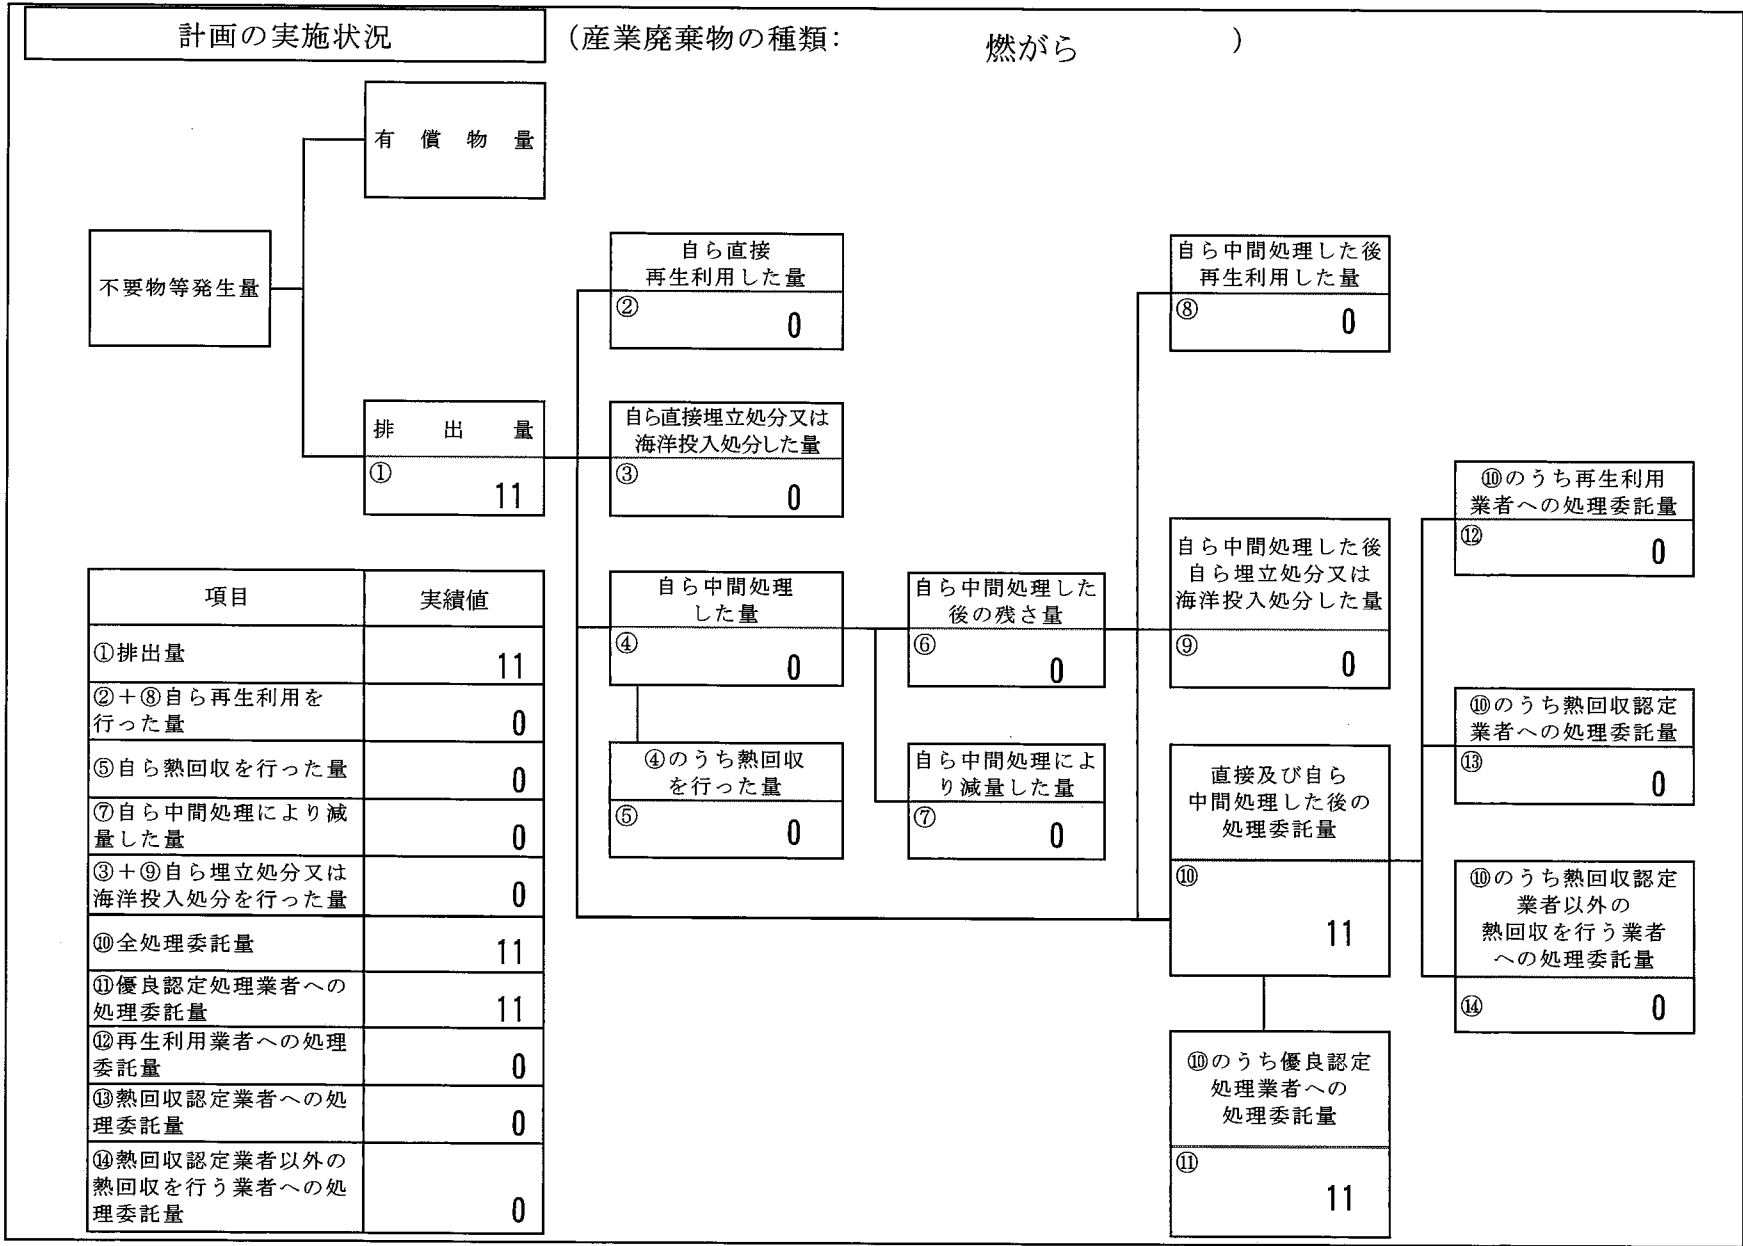 計画の実施状況
(産業廃棄物の種類: 燃がら )
有償物量
不要物等発生量
排出量
① 11
自ら直接
再生利用した量
② 0
自ら直接埋立処分又は
海洋投入処分した量
③ 0
自ら中間処理
した量
④ 0
④のうち熱回収
を行った量
⑤ 0
自ら中間処理した
後の残さ量
⑥ 0
自ら中間処理によ
り減量した量
⑦ 0
自ら中間処理した後
再生利用した量
⑧ 0
自ら中間処理した後
自ら埋立処分又は
海洋投入処分した量
⑨ 0
直接及び自ら
中間処理した後の
処理委託量
⑩
11
⑩のうち優良認定
処理業者への
処理委託量
⑪
11
⑩のうち再生利用
業者への処理委託量
⑫ 0
⑩のうち熱回収認定
業者への処理委託量
⑬ 0
⑩のうち熱回収認定
業者以外の
熱回収を行う業者
への処理委託量
⑭ 0
項目 実績値
①排出量 11
②+⑧自ら再生利用を
行った量 0
⑤自ら熱回収を行った量 0
⑦自ら中間処理により減
量した量 0
③+⑨自ら埋立処分又は
海洋投入処分を行った量 0
⑩全処理委託量 11
⑪優良認定処理業者への
処理委託量 11
⑫再生利用業者への処理
委託量 0
⑬熱回収認定業者への処
理委託量 0
⑭熱回収認定業者以外の
熱回収を行う業者への処
理委託量 0